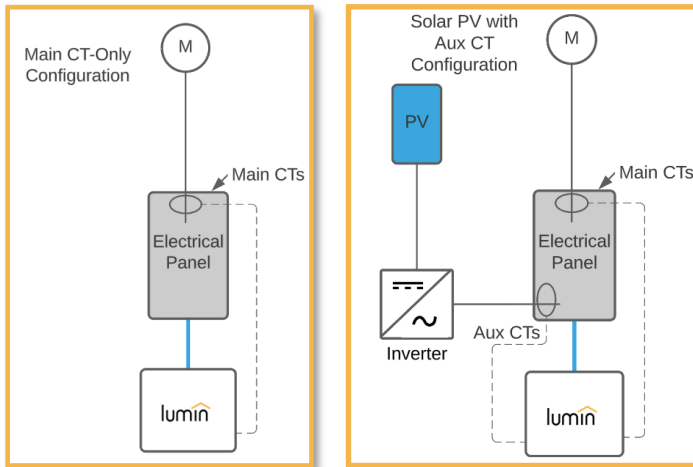 Main CT-Only
Configuration
M
Main CTs
Electrical
Panel
lumin
Solar PV with
Aux CT
Configuration
M
PV
Main CTs
Electrical
Panel
Aux CTs
Inverter
lumin